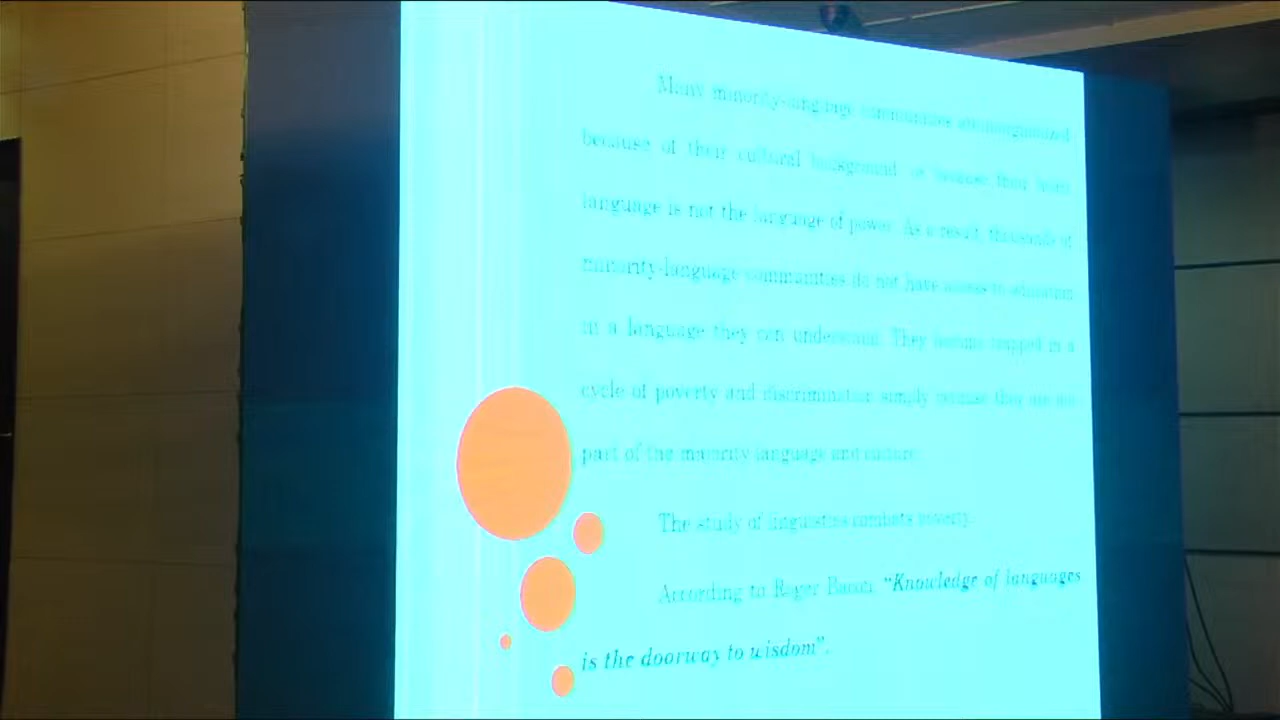 Many minority-language communities are marginalized
because of their cultural background, or because their
language is not the language of power. As a result, thousands of
minority-language communities do not have access to education
in a language they can understand. They become trapped in a
cycle of poverty and discrimination simply because they are
part of the majority language and culture.
The study of linguistics combats poverty.
According to Roger Bacon, “Knowledge of languages
is the doorway to wisdom”.